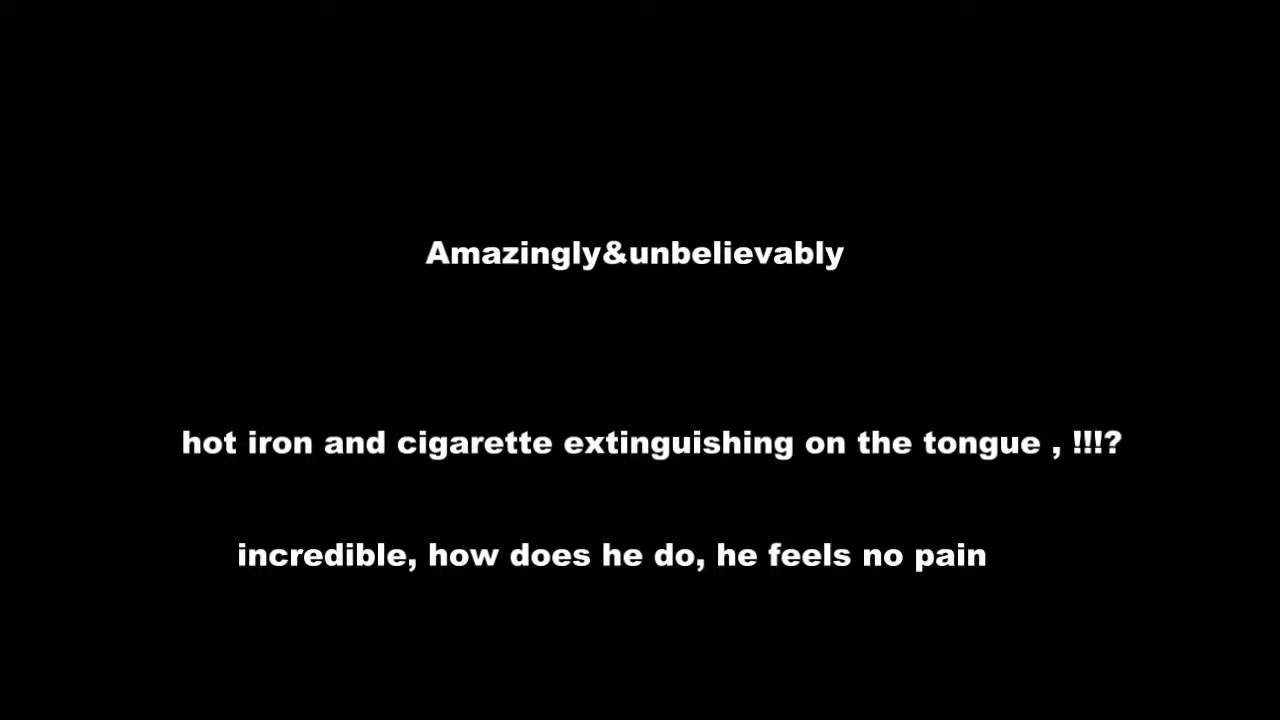 Amazingly&unbelievably
hot iron and cigarette extinguishing on the tongue , !!!?
incredible, how does he do, he feels no pain